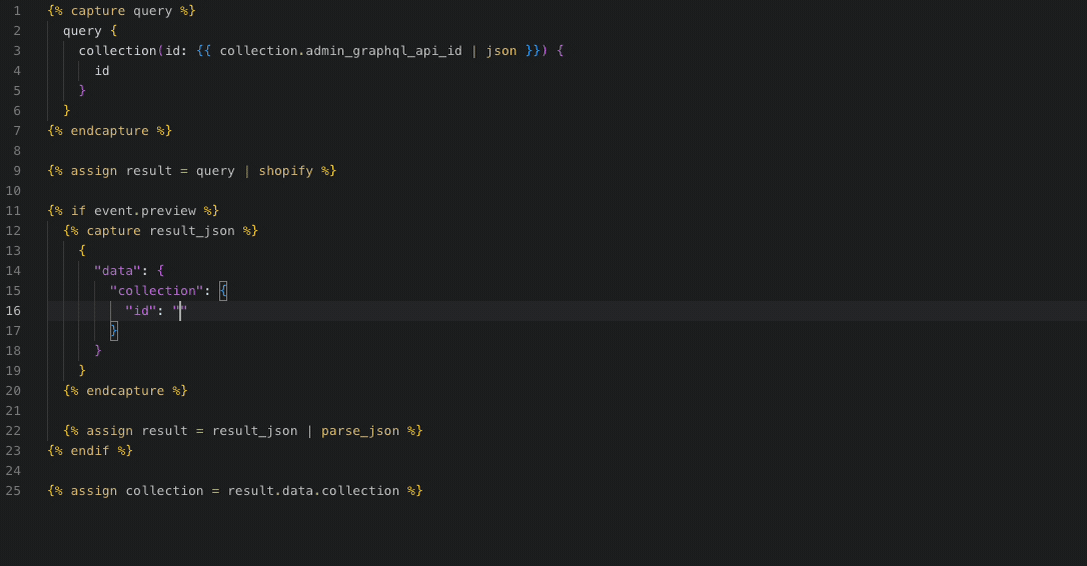 1 {% capture query %}
2 query {
3 collection(id: {{ collection.admin_graphql_api_id | json }}) {
4 id
5 }
6 }
7 {% endcapture %}
8
9 {% assign result = query | shopify %}
10
11 {% if event.preview %}
12 {% capture result_json %}
13 {
14 "data": {
15 "collection": {
16 "id": ""
17 }
18 }
19 }
20 {% endcapture %}
21
22 {% assign result = result_json | parse_json %}
23 {% endif %}
24
25 {% assign collection = result.data.collection %}